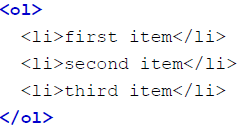 <ol>
<li>first item</li>
<li>second item</li>
<li>third item</li>
</ol>